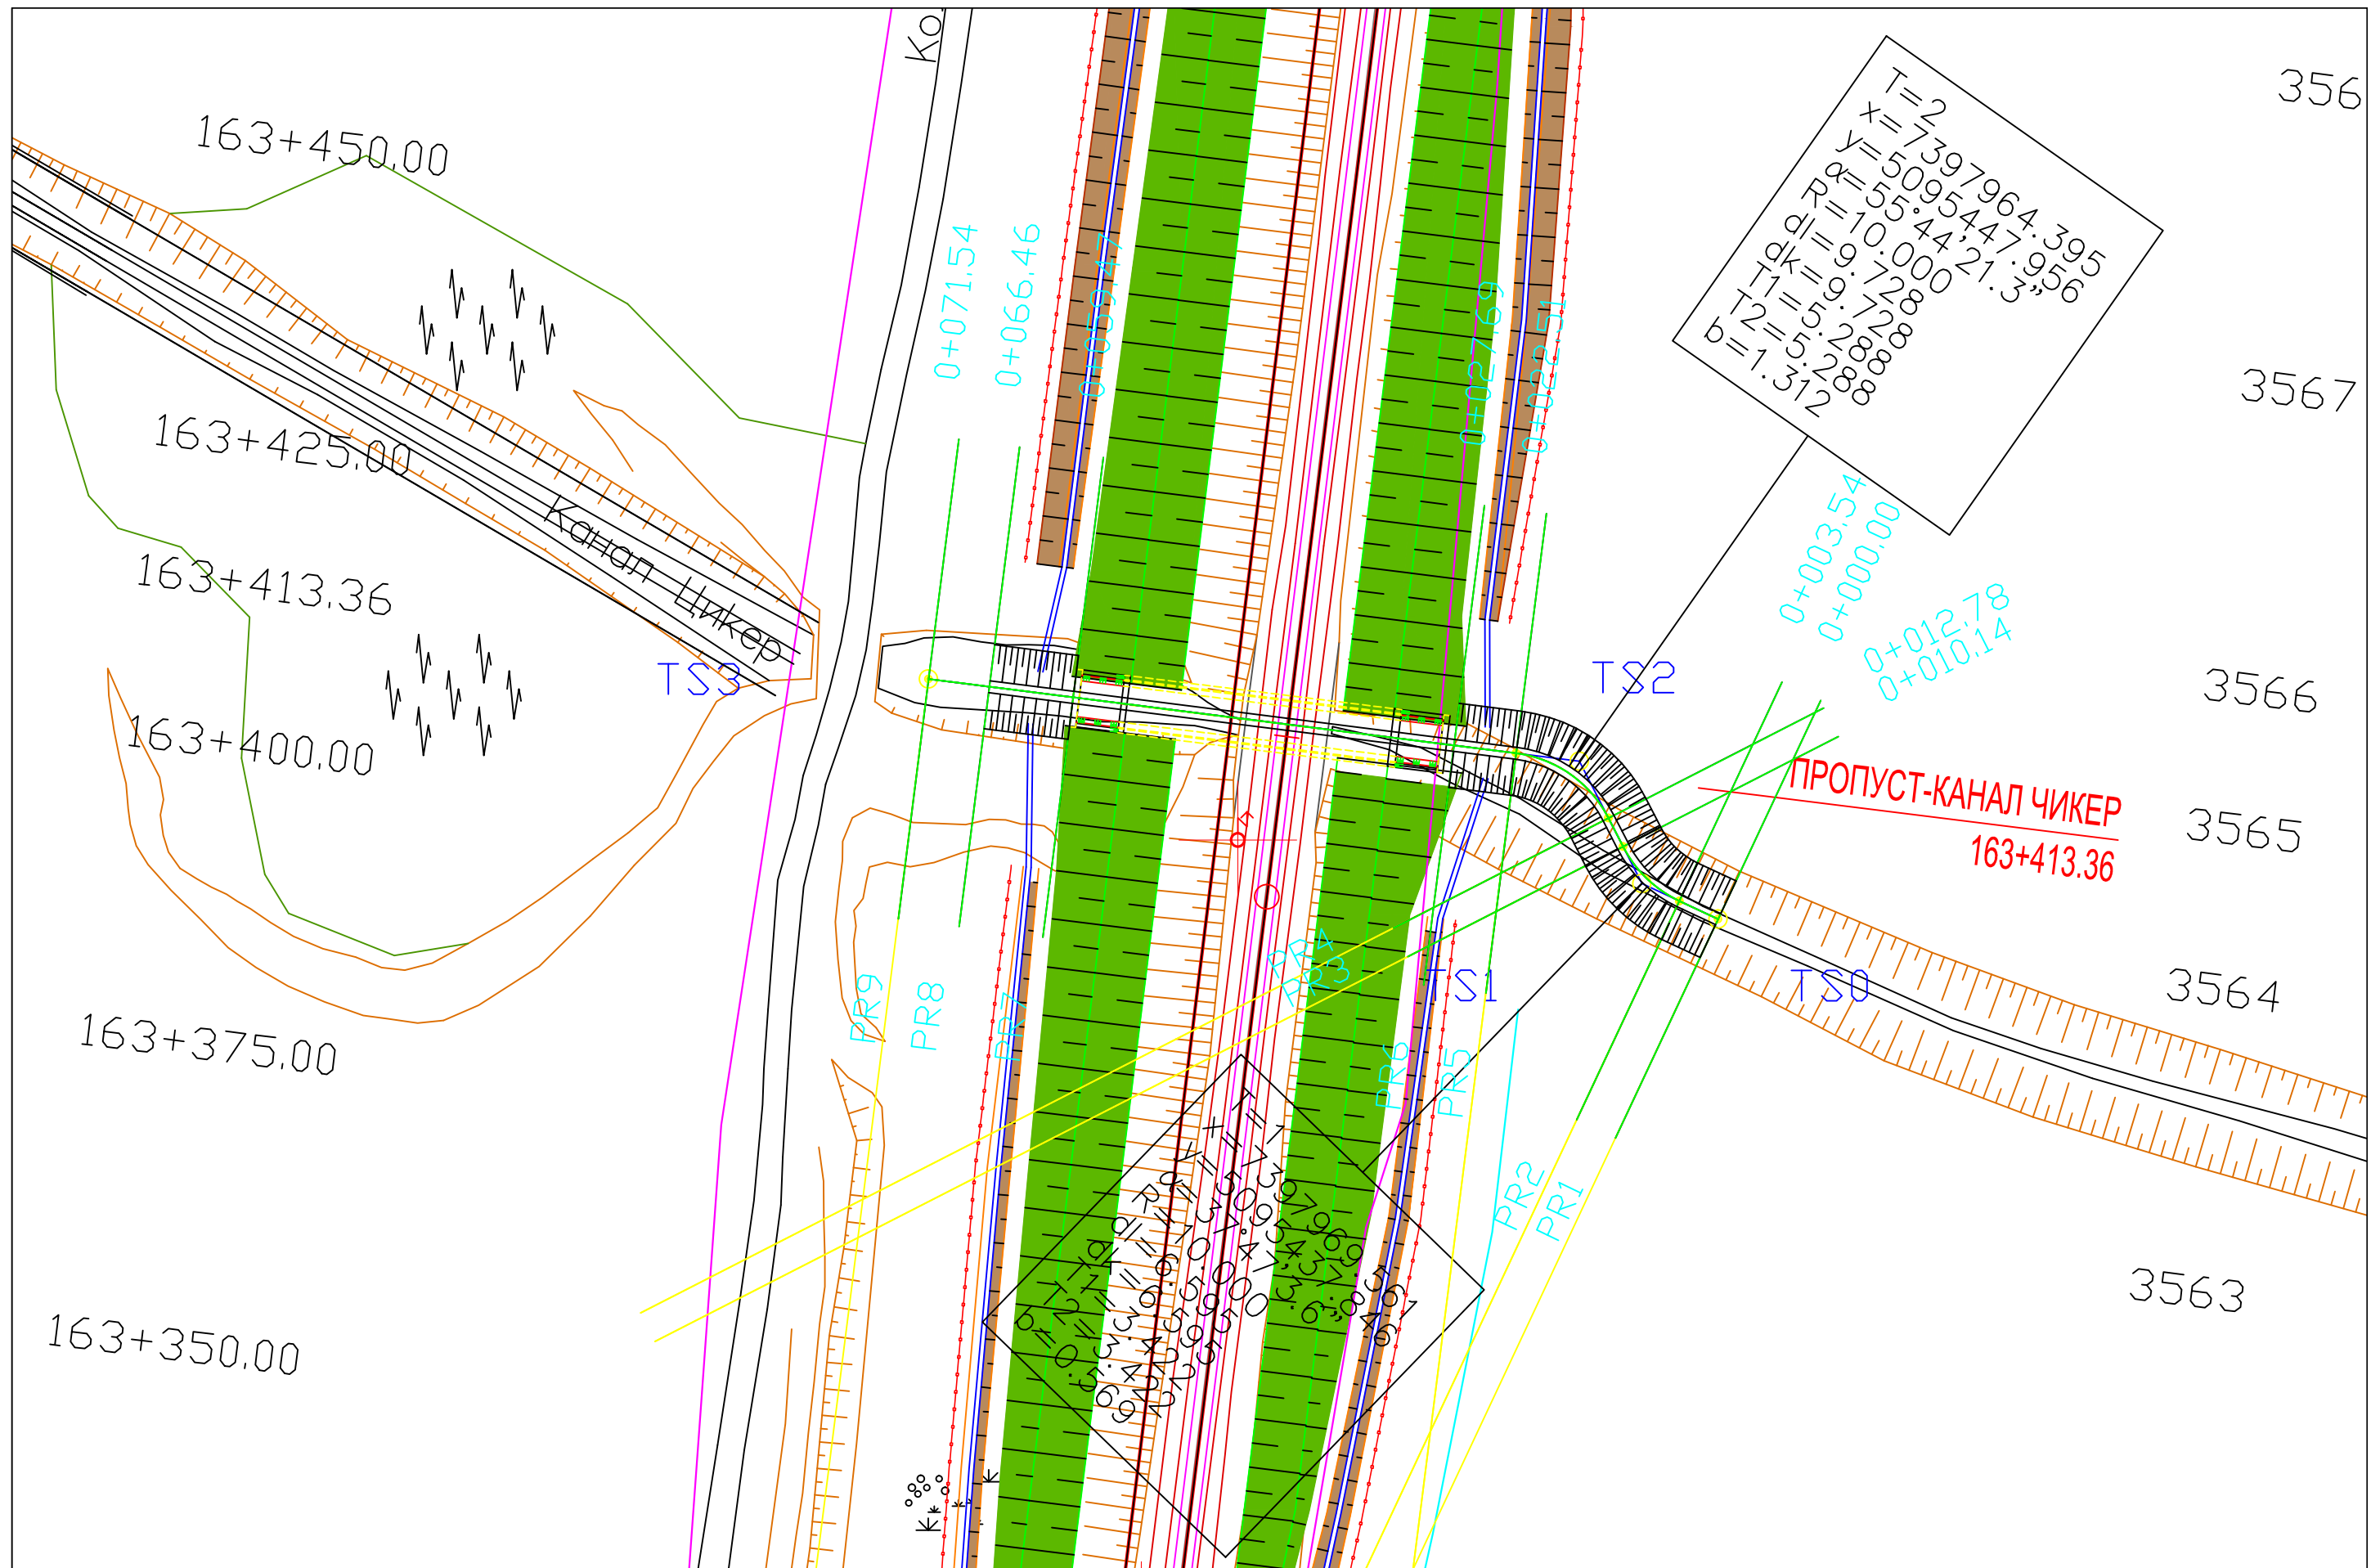 Ко
356
163+450.00
T=2
x=7397964.395
y=5095447.956
α=55°44'21.3"
R=10.000
dl=9.728
dk=9.728
T1=5.288
T2=5.288
b=1.312
0+071.54
0+066.46
0+059.47
0+027.69
0+022.51
3567
163+425.00
Канал Цикер
0+003.54
0+000.00
0+012.78
0+010.14
163+413.36
TS3
TS2
3566
163+400.00
ПРОПУСТ-КАНАЛ ЧИКЕР
163+413.36
3565
PR4
PR3
TS1
TS0
3564
PR9
PR8
PR7
163+375.00
PR6
PR5
PR2
PR1
T=1
3563
163+350.00